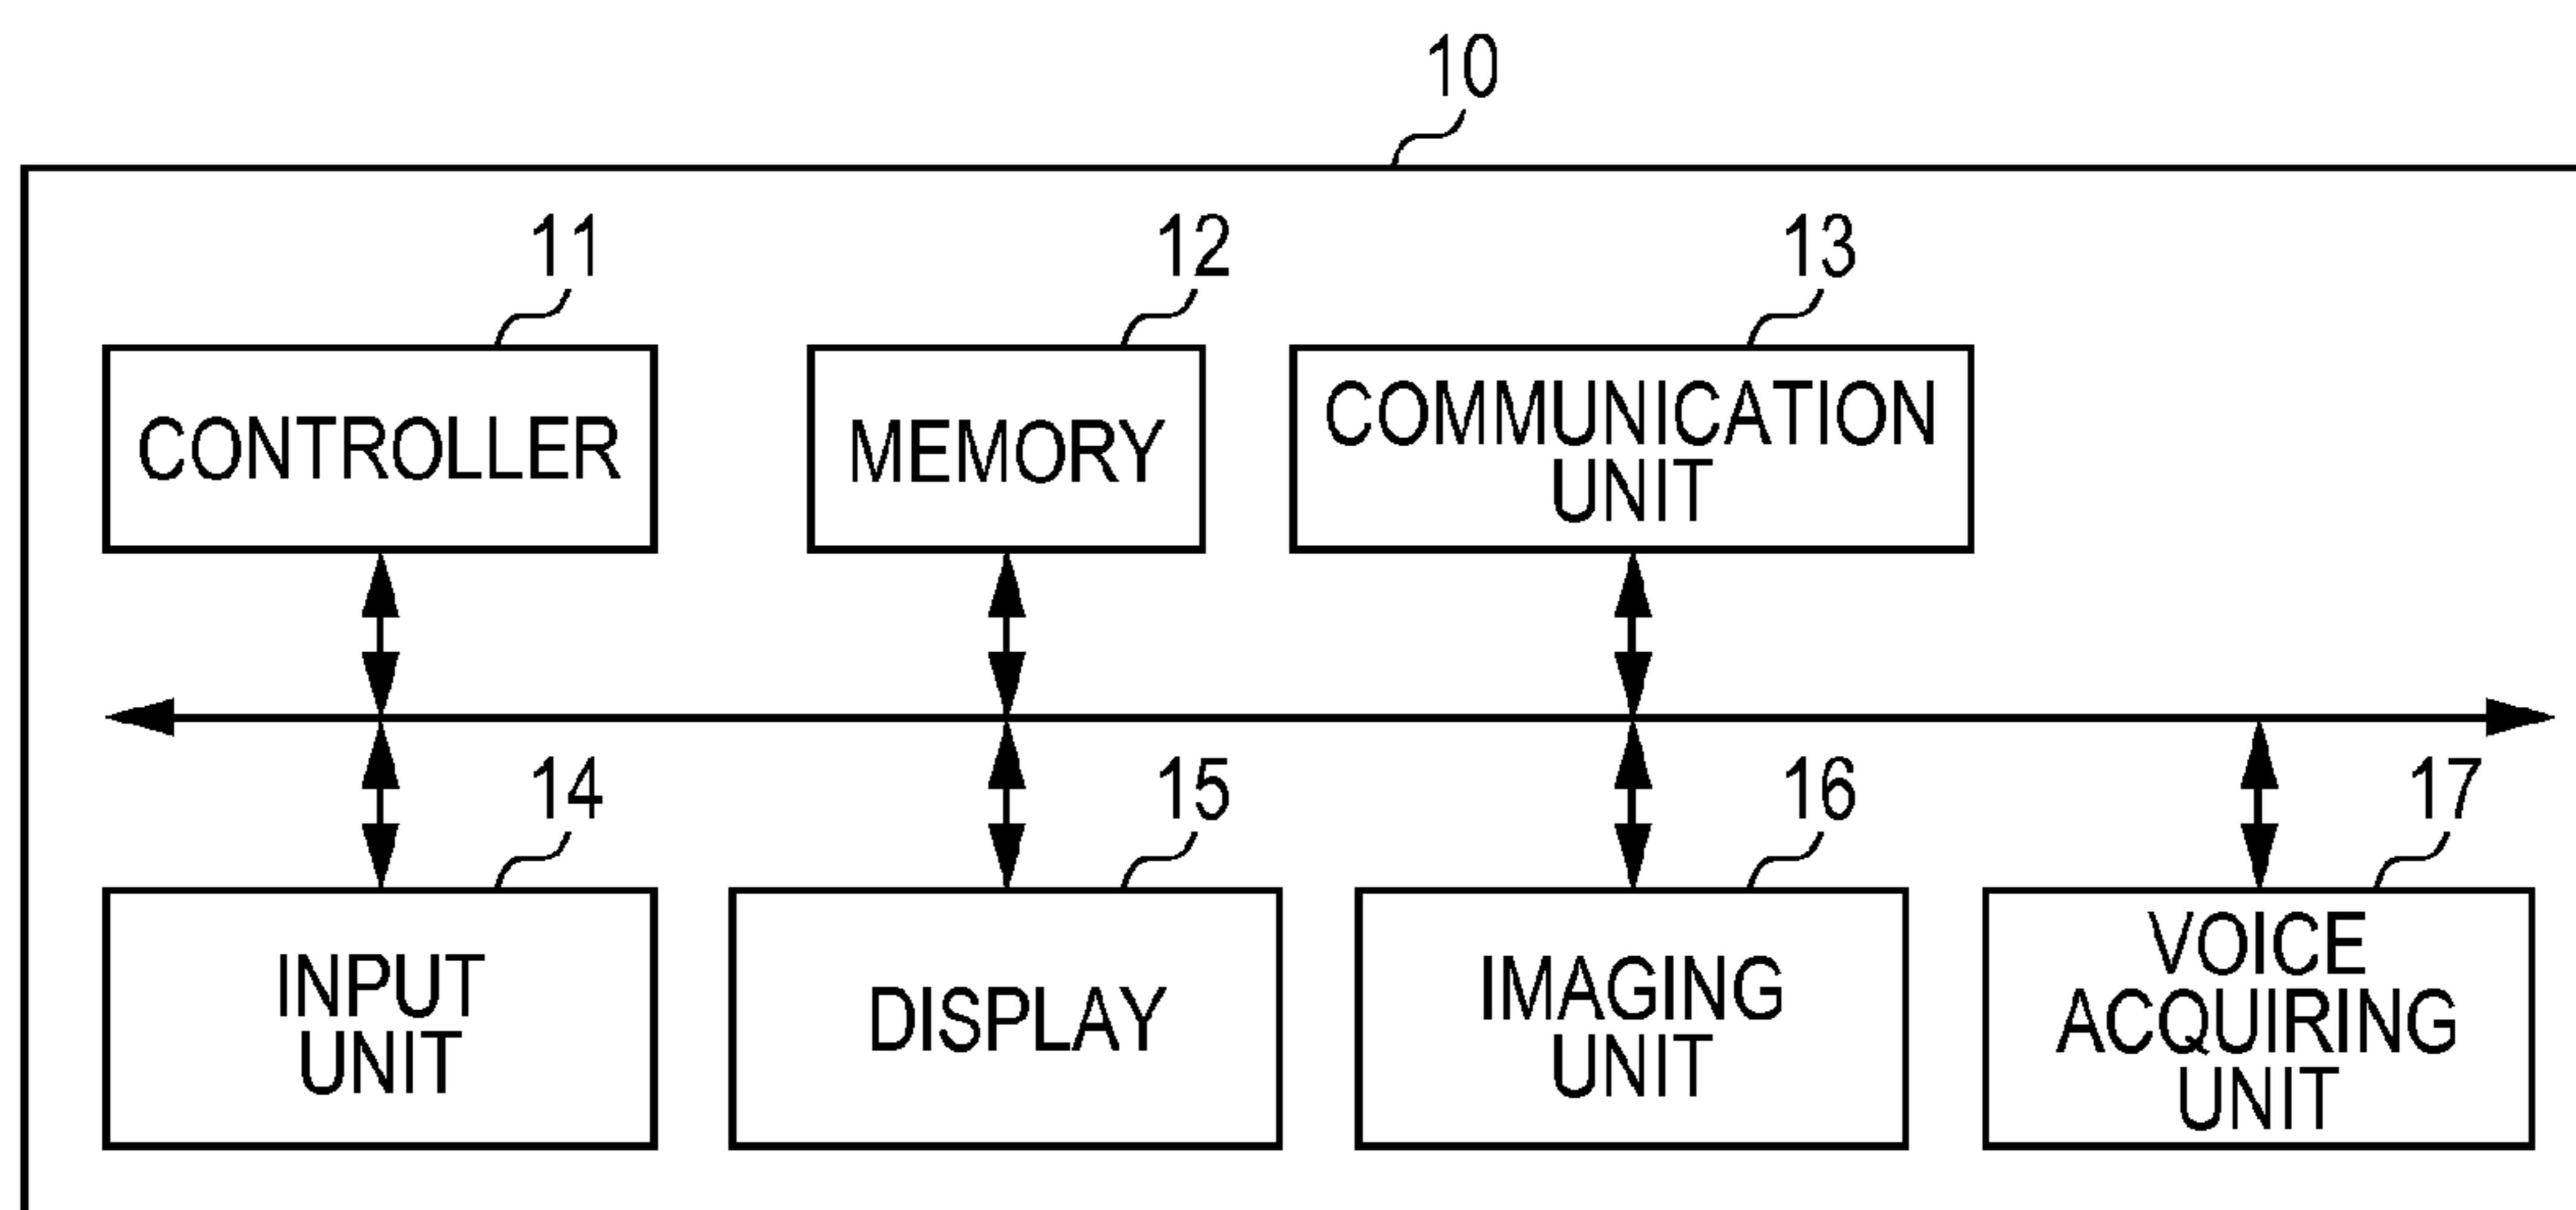 10
11
12
13
CONTROLLER
MEMORY
COMMUNICATION
UNIT
14
15
16
17
INPUT
UNIT
DISPLAY
IMAGING
UNIT
VOICE
ACQUIRING
UNIT